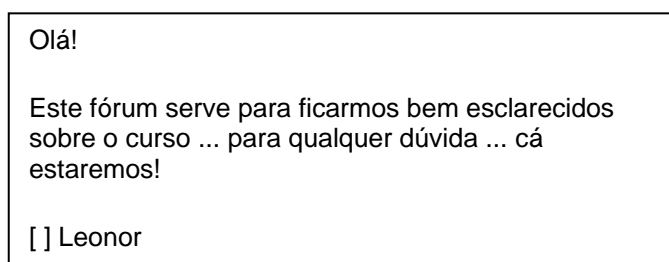 Olá!
Este fórum serve para ficarmos bem esclarecidos
sobre o curso ... para qualquer dúvida ... cá
estaremos!
[ ] Leonor